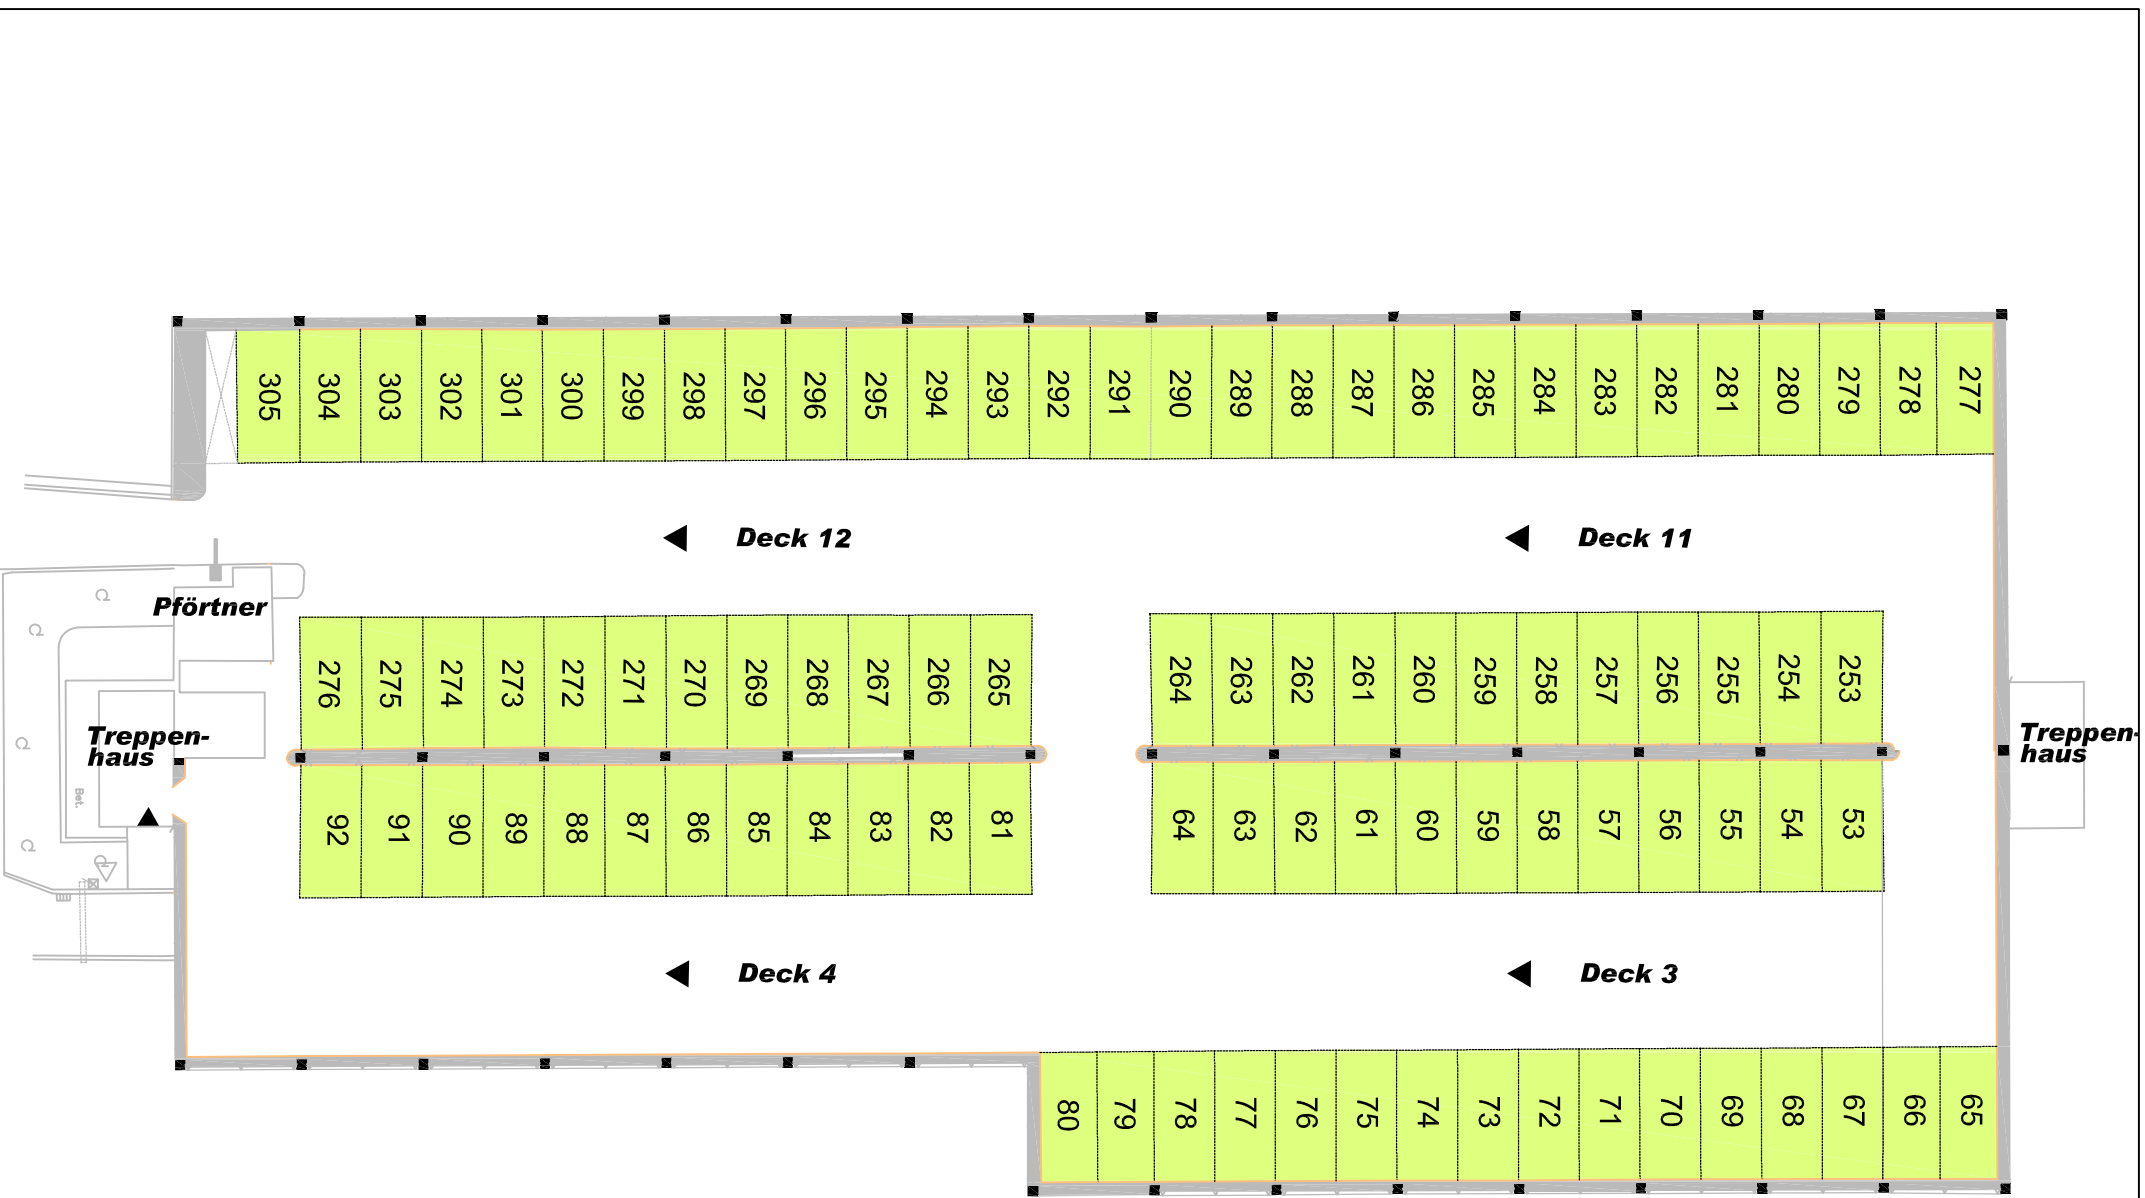 305 304 303 302 301 300 299 298 297 296 295 294 293 292 291 290 289 288 287 286 285 284 283 282 281 280 279 278 277
Deck 12
Deck 11
Pförtner
276 275 274 273 272 271 270 269 268 267 266 265 264 263 262 261 260 259 258 257 256 255 254 253
Treppen-
haus
Treppen-
haus
Bet.
92 91 90 89 88 87 86 85 84 83 82 81 64 63 62 61 60 59 58 57 56 55 54 53
Deck 4
Deck 3
80 79 78 77 76 75 74 73 72 71 70 69 68 67 66 65